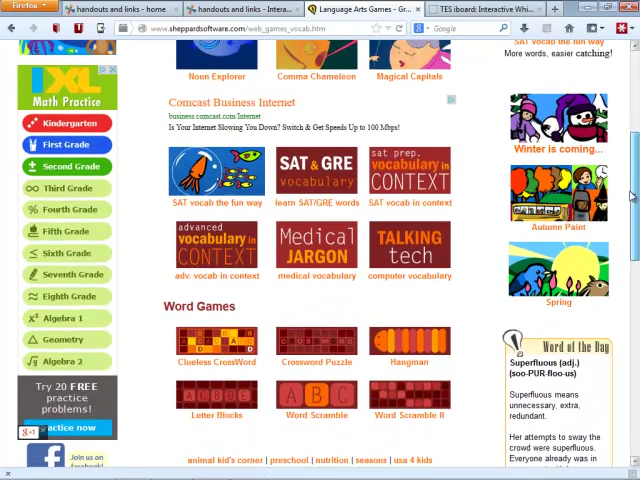 Firefox
handouts and links - home
handouts and links - Intera...
Language Arts Games - Gr...
TES iboard: Interactive Whi...
www.sheppardsoftware.com/web_games_vocab.htm
Google
SAT vocab the fun way
More words, easier catching!
Noun Explorer
Comma Chameleon
Magical Capitals
IXL
Math Practice
Kindergarten
First Grade
Second Grade
Third Grade
Fourth Grade
Fifth Grade
Sixth Grade
Seventh Grade
Eighth Grade
Algebra 1
Geometry
Algebra 2
Try 20 FREE
practice
problems!
actice now
+1
Join us on
facebook!
Comcast Business Internet
business.comcast.com/Internet
Is Your Internet Slowing You Down? Switch & Get Speeds Up to 100 Mbps!
SAT & GRE
vocabulary
sat prep.
vocabulary
in
CONTEXT
SAT vocab the fun way
learn SAT/GRE words
SAT vocab in context
advanced
vocabulary
in
CONTEXT
Medical
JARGON
TALKING
tech
adv. vocab in context
medical vocabulary
computer vocabulary
Word Games
Clueless CrossWord
Crossword Puzzle
Hangman
A B C
Letter Blocks
Word Scramble
Word Scramble II
animal kid's corner | preschool | nutrition | seasons | usa 4 kids
Winter is coming...
Autumn Paint
Spring
Word of the Day
Superfluous (adj.)
(soo-PUR-floo-us)
Superfluous means
unnecessary, extra,
redundant.
Her attempts to sway the
crowd were superfluous.
Everyone already was in